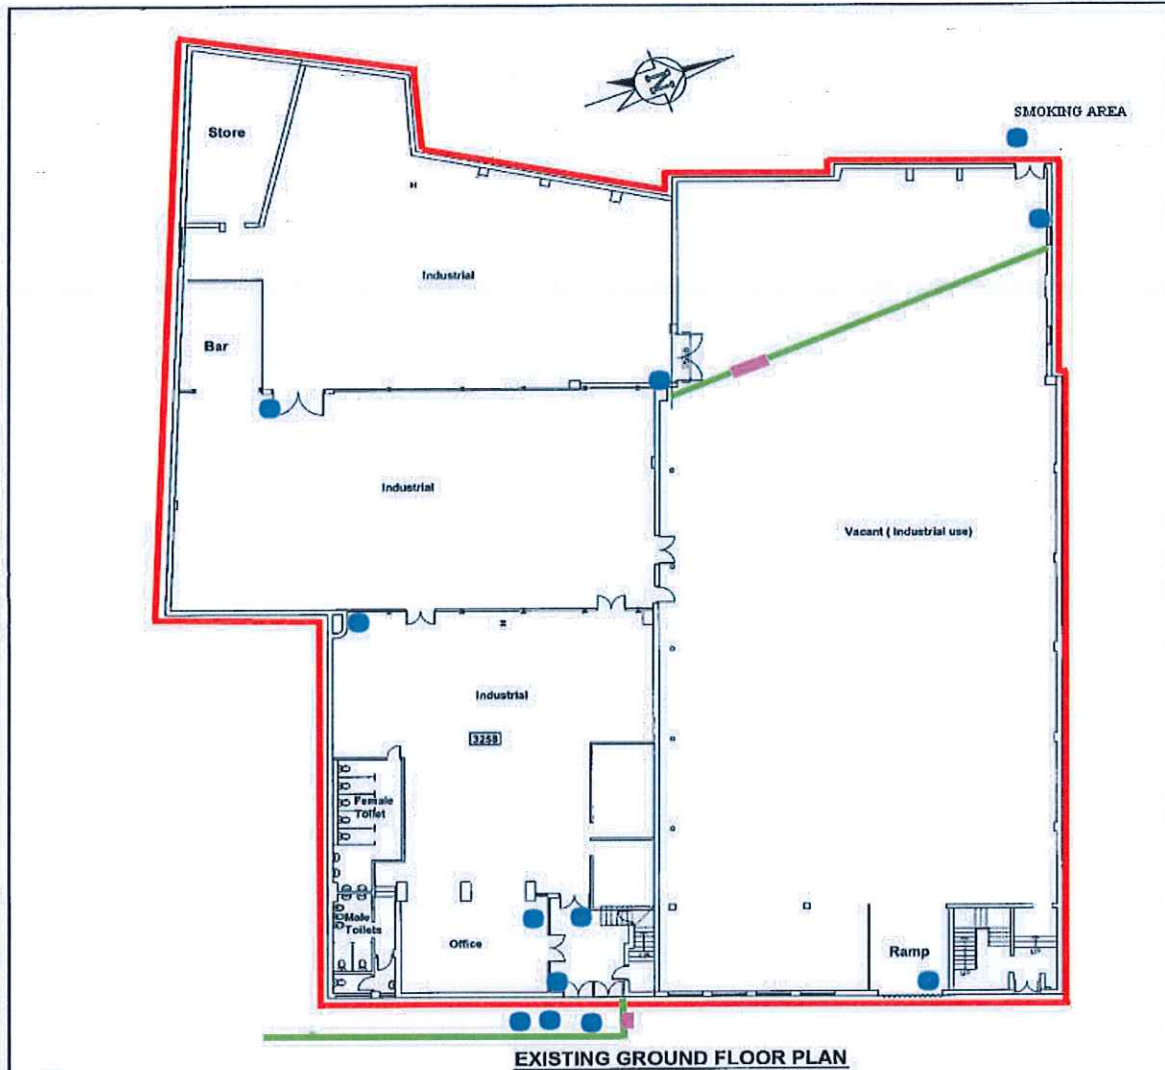 SMOKING AREA
N
Store
Industrial
Bar
Industrial
Vacant ( Industrial use)
Industrial
3258
Female
Toilet
Male
Toilets
Office
Ramp
EXISTING GROUND FLOOR PLAN